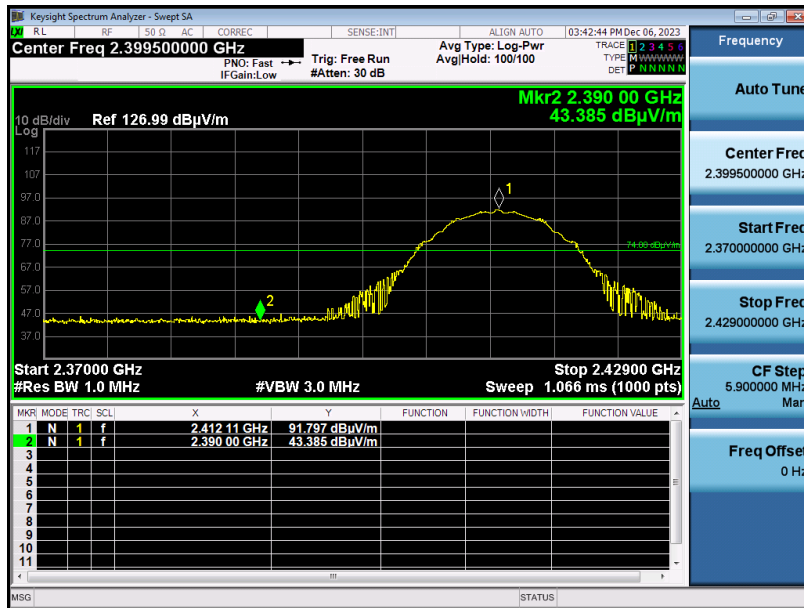 Keysight Spectrum Analyzer - Swept SA
RL RF 50 Ω AC CORREC SENSE:INT ALIGN AUTO 03:42:44 PM Dec 06, 2023
Center Freq 2.399500000 GHz
PNO: Fast
IFGain:Low
Trig: Free Run
#Atten: 30 dB
Avg Type: Log-Pwr
Avg|Hold: 100/100
TRACE 1 2 3 4 5 6
TYPE M WWWWW
DET P N N N N N
Mkr2 2.390 00 GHz
43.385 dBµV/m
10 dB/div Ref 126.99 dBµV/m
Log
117
107
97.0
87.0
77.0
67.0
57.0
47.0
37.0
1
74.00 dBµV/m
2
Start 2.37000 GHz Stop 2.42900 GHz
#Res BW 1.0 MHz #VBW 3.0 MHz Sweep 1.066 ms (1000 pts)
MKR MODE TRC SCL X Y FUNCTION FUNCTION WIDTH FUNCTION VALUE
1 N 1 f 2.412 11 GHz 91.797 dBµV/m
2 N 1 f 2.390 00 GHz 43.385 dBµV/m
3
4
5
6
7
8
9
10
11
MSG STATUS
Frequency
Auto Tune
Center Freq
2.399500000 GHz
Start Freq
2.370000000 GHz
Stop Freq
2.429000000 GHz
CF Step
5.900000 MHz
Auto Man
Freq Offset
0 Hz